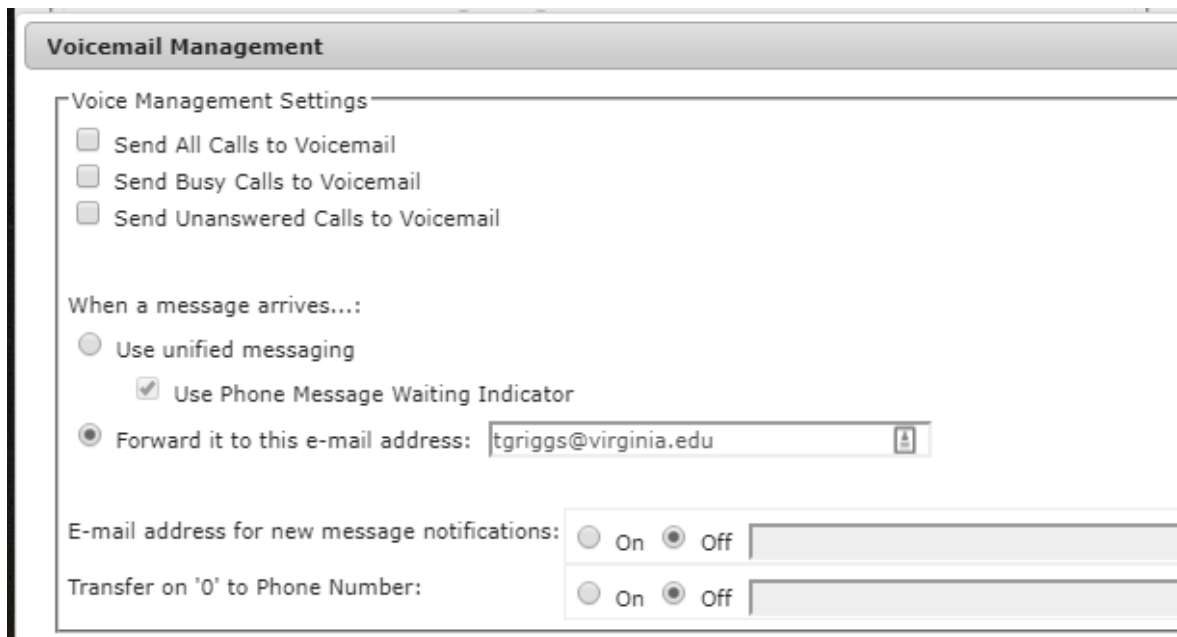 Voicemail Management
Voice Management Settings
Send All Calls to Voicemail
Send Busy Calls to Voicemail
Send Unanswered Calls to Voicemail
When a message arrives...:
Use unified messaging
Use Phone Message Waiting Indicator
Forward it to this e-mail address: tgriggs@virginia.edu
E-mail address for new message notifications: On Off
Transfer on '0' to Phone Number: On Off